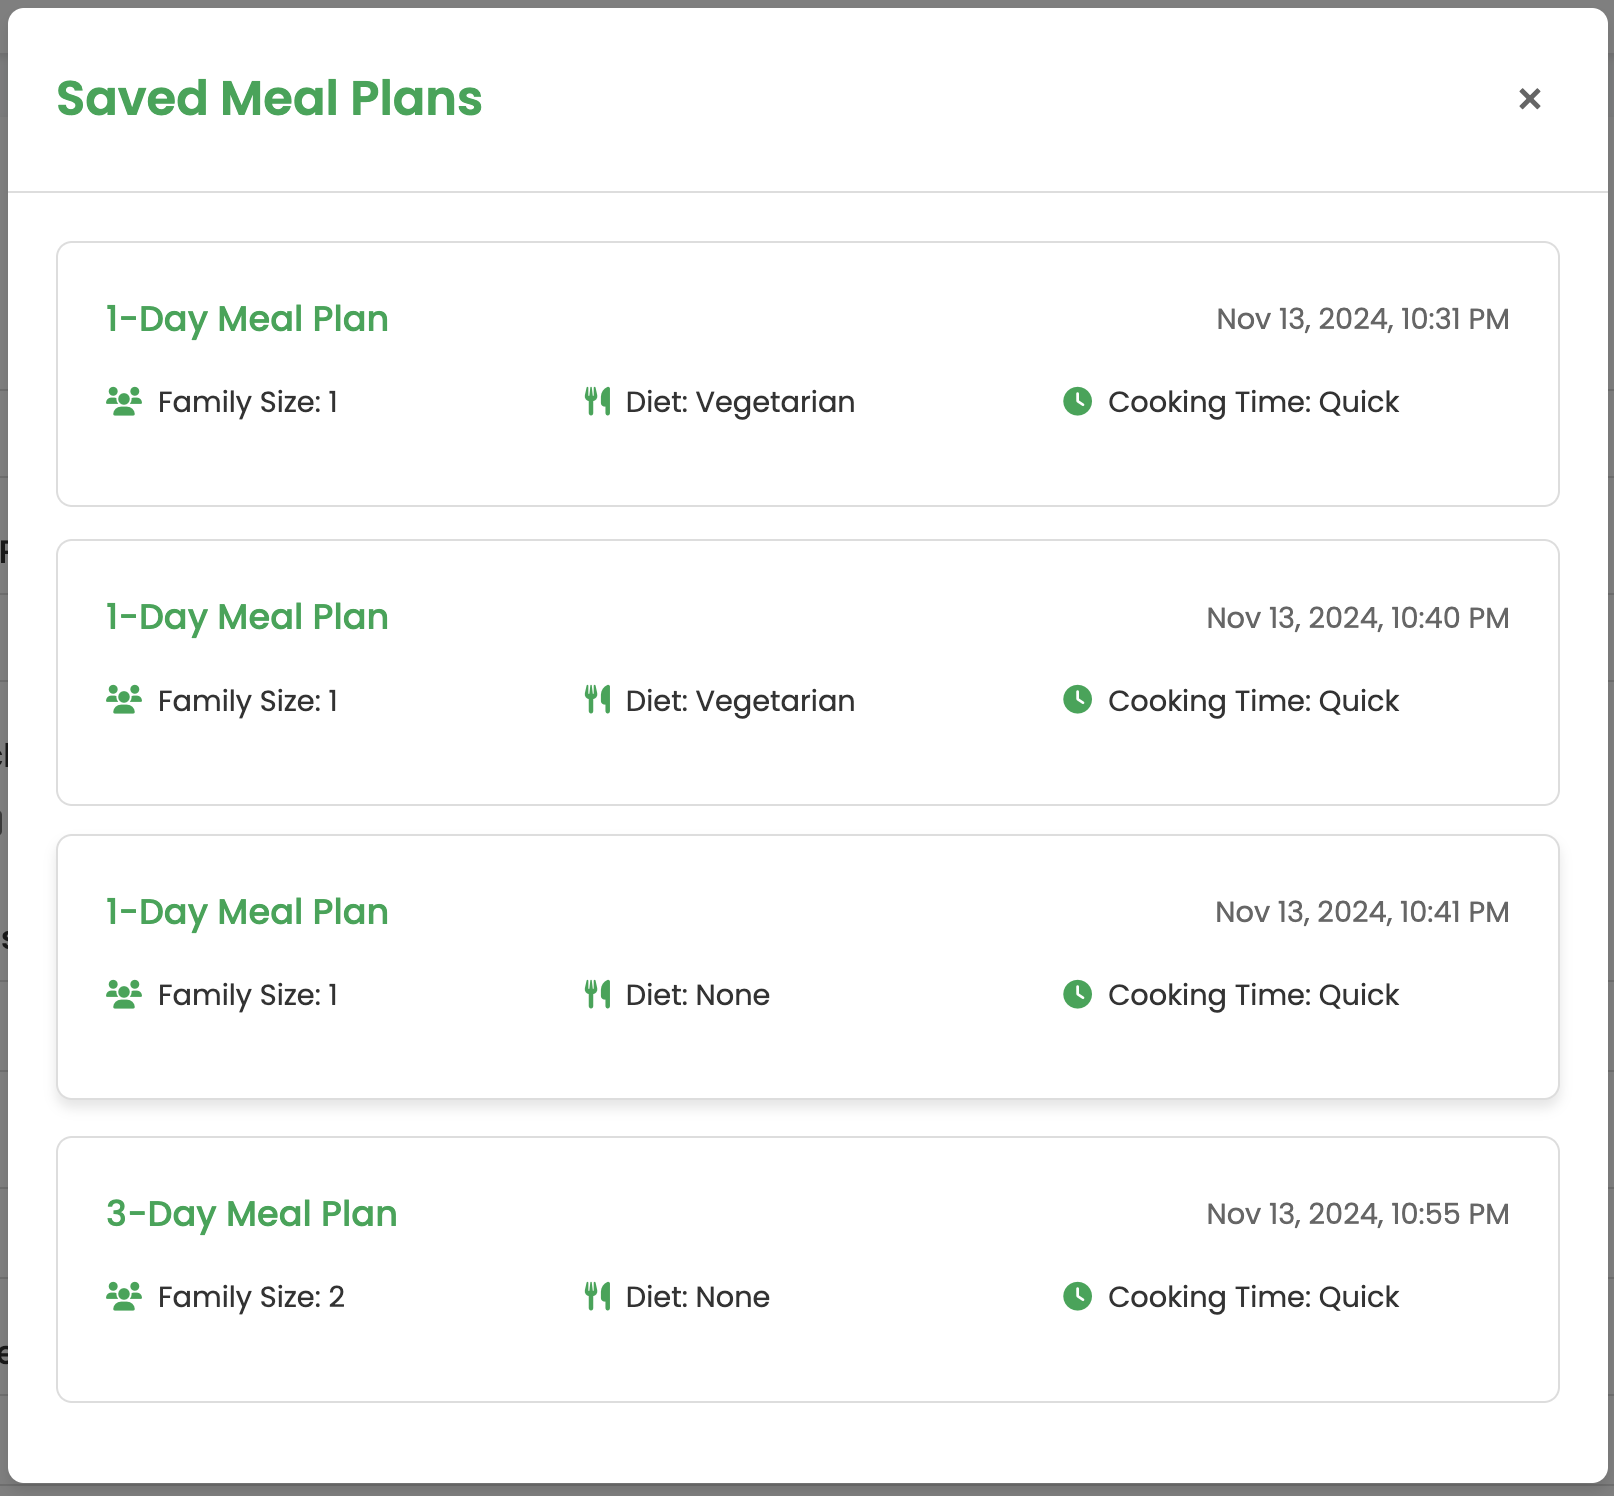 Saved Meal Plans
1-Day Meal Plan
Nov 13, 2024, 10:31 PM
Family Size: 1
Diet: Vegetarian
Cooking Time: Quick
1-Day Meal Plan
Nov 13, 2024, 10:40 PM
Family Size: 1
Diet: Vegetarian
Cooking Time: Quick
1-Day Meal Plan
Nov 13, 2024, 10:41 PM
Family Size: 1
Diet: None
Cooking Time: Quick
3-Day Meal Plan
Nov 13, 2024, 10:55 PM
Family Size: 2
Diet: None
Cooking Time: Quick